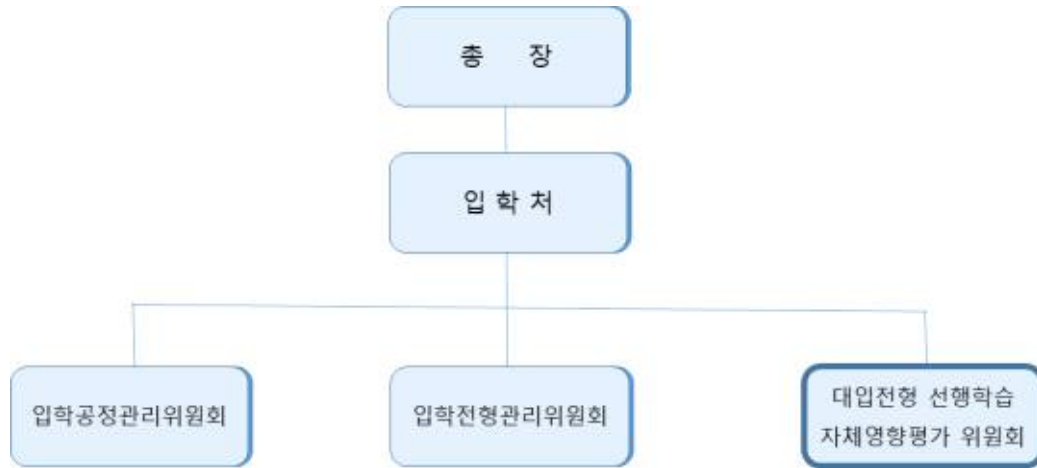 총 장
입 학 처
입학공정관리위원회
입학전형관리위원회
대입전형 선행학습
자체영향평가 위원회